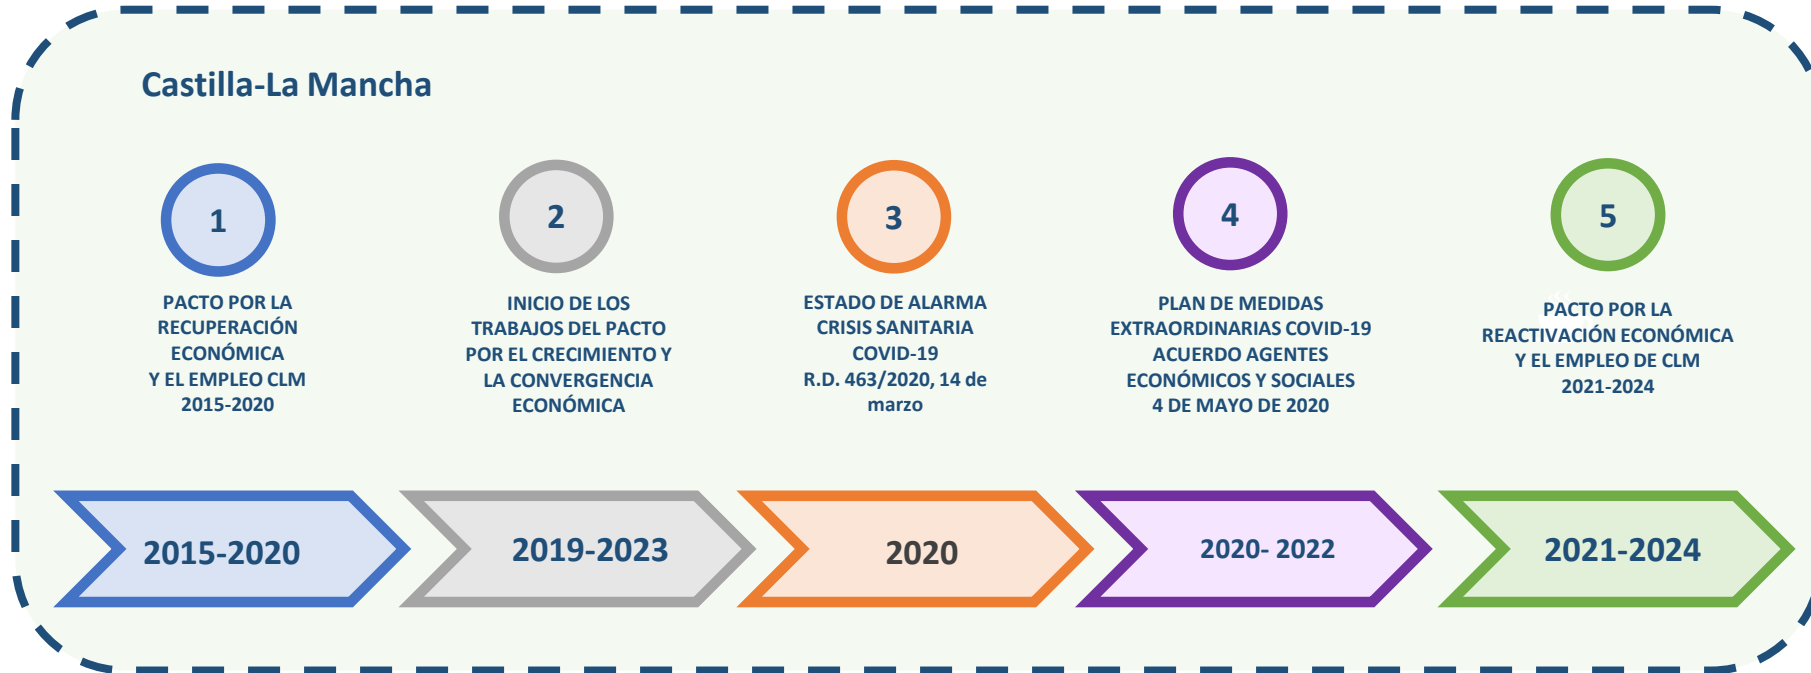 Castilla-La Mancha
1
PACTO POR LA
RECUPERACIÓN
ECONÓMICA
Y EL EMPLEO CLM
2015-2020
2
INICIO DE LOS
TRABAJOS DEL PACTO
POR EL CRECIMIENTO Y
LA CONVERGENCIA
ECONÓMICA
3
ESTADO DE ALARMA
CRISIS SANITARIA
COVID-19
R.D. 463/2020, 14 de
marzo
4
PLAN DE MEDIDAS
EXTRAORDINARIAS COVID-19
ACUERDO AGENTES
ECONÓMICOS Y SOCIALES
4 DE MAYO DE 2020
5
PACTO POR LA
REACTIVACIÓN ECONÓMICA
Y EL EMPLEO DE CLM
2021-2024
2015-2020
2019-2023
2020
2020- 2022
2021-2024